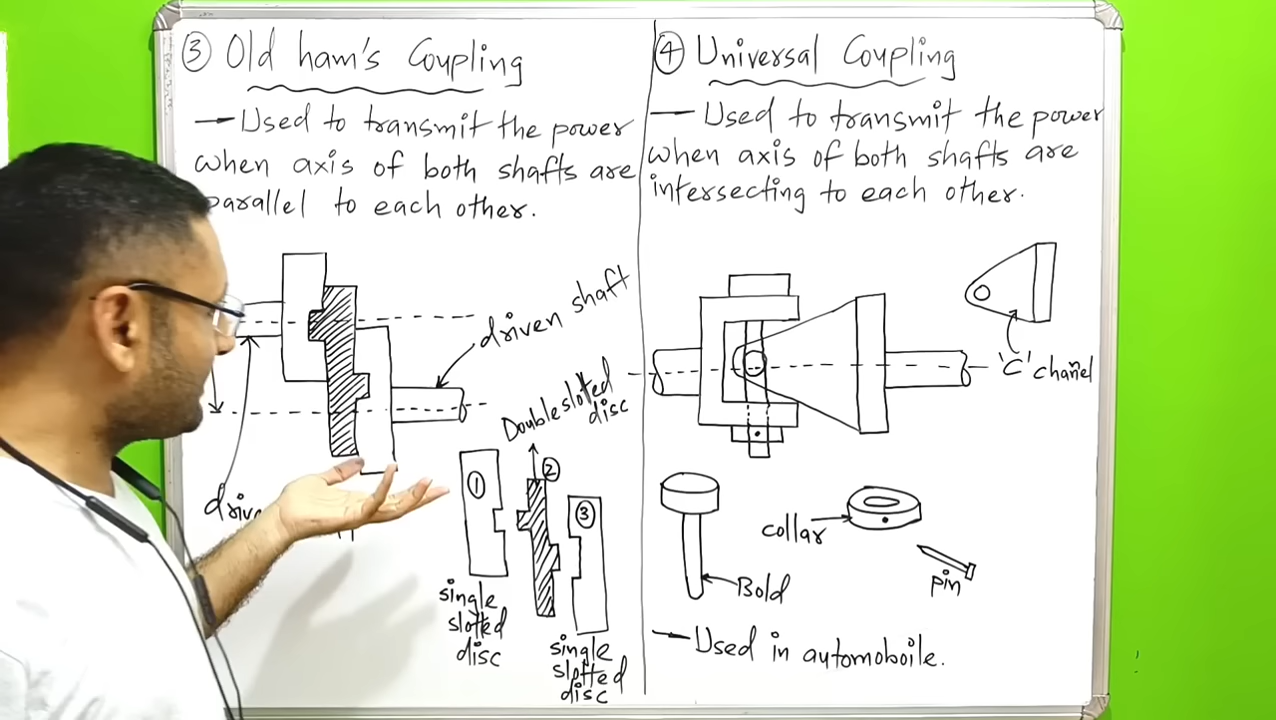 ③ Old ham's Coupling
→ Used to transmit the power
when axis of both shafts are
parallel to each other.
driven shaft
Double slotted
disc
①
②
③
single
slotted
disc
single
slotted
disc
④ Universal Coupling
→ Used to transmit the power
when axis of both shafts are
intersecting to each other.
'C' channel
collar
Bold
pin
→ Used in automoboile.